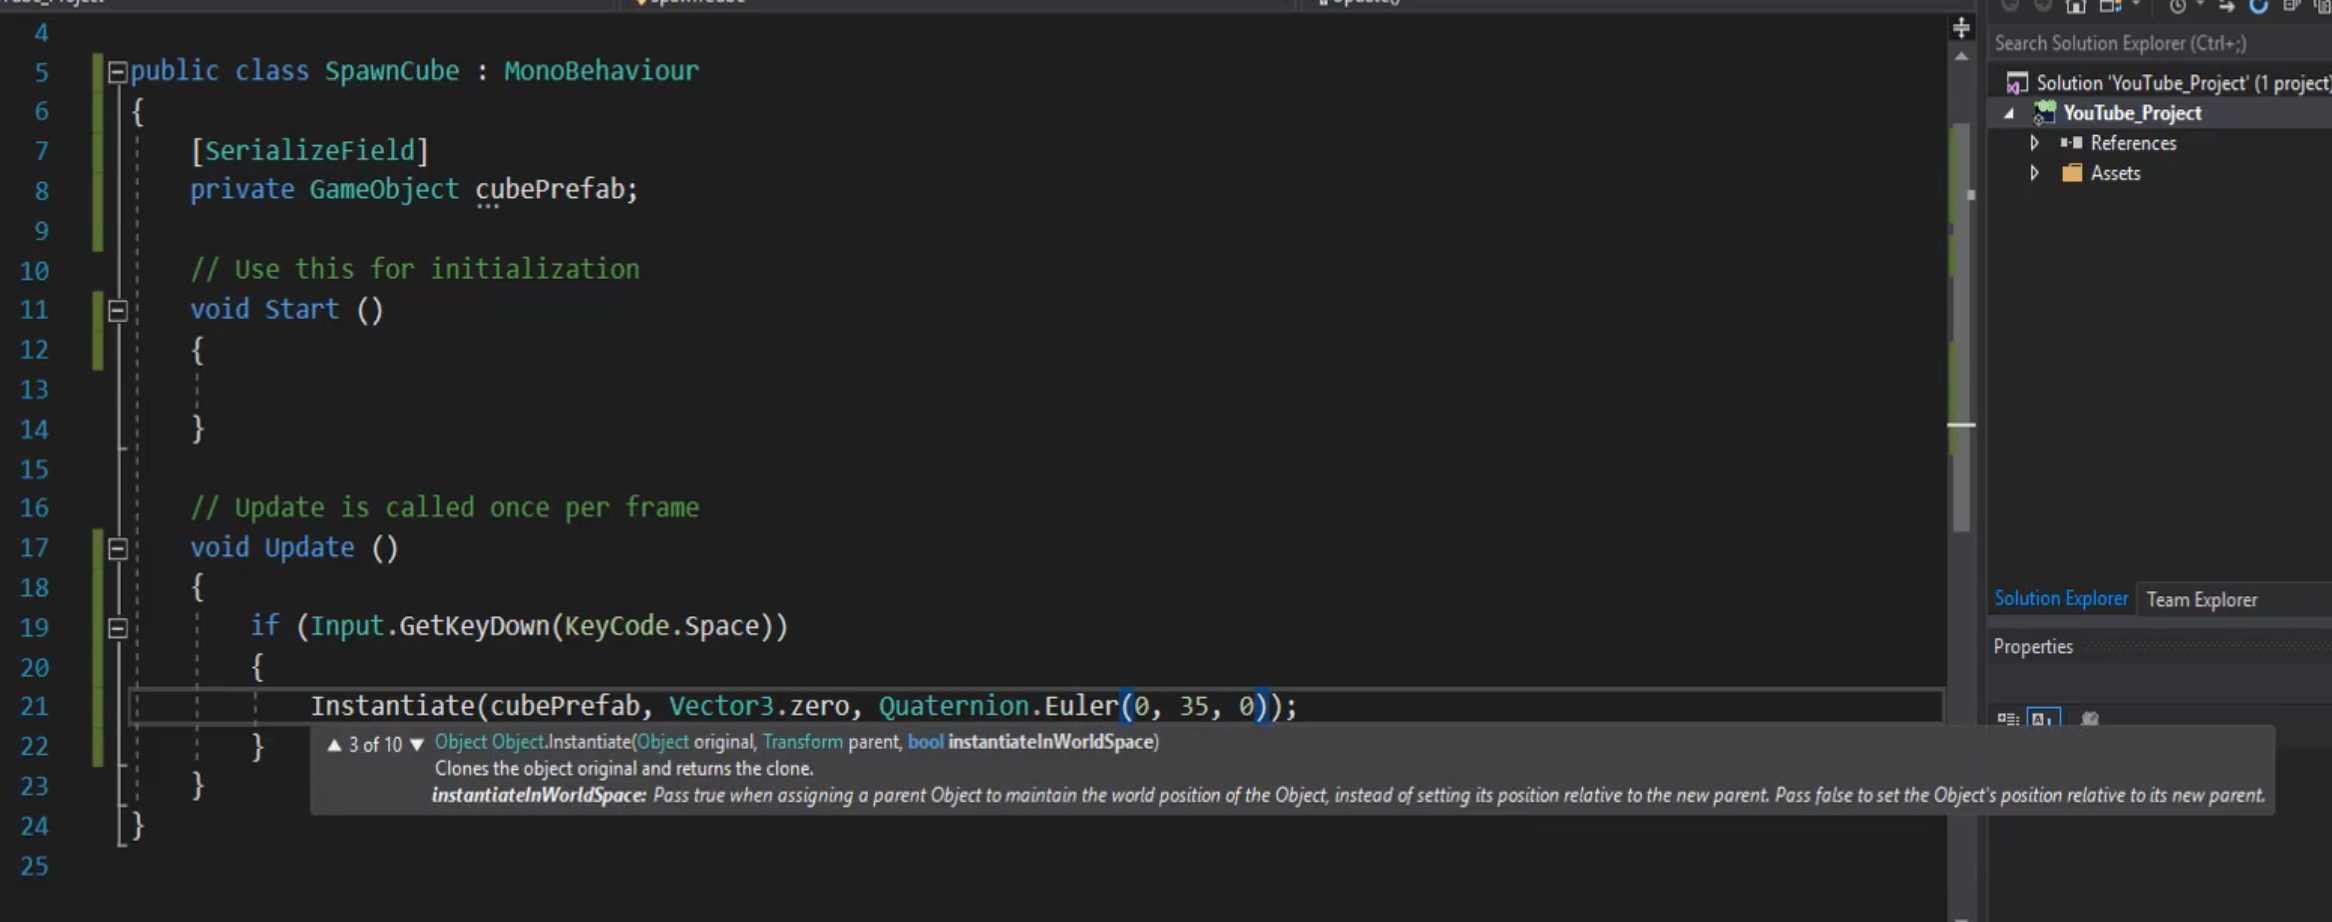 4
5 public class SpawnCube : MonoBehaviour
6 {
7 [SerializeField]
8 private GameObject cubePrefab;
9
10 // Use this for initialization
11 void Start ()
12 {
13
14 }
15
16 // Update is called once per frame
17 void Update ()
18 {
19 if (Input.GetKeyDown(KeyCode.Space))
20 {
21 Instantiate(cubePrefab, Vector3.zero, Quaternion.Euler(0, 35, 0));
22 }
23 }
24 }
25
▲ 3 of 10 ▼ Object Object.Instantiate(Object original, Transform parent, bool instantiateInWorldSpace)
Clones the object original and returns the clone.
instantiateInWorldSpace: Pass true when assigning a parent Object to maintain the world position of the Object, instead of setting its position relative to the new parent. Pass false to set the Object's position relative to its new parent.
Search Solution Explorer (Ctrl+;)
Solution 'YouTube_Project' (1 project)
YouTube_Project
References
Assets
Solution Explorer Team Explorer
Properties